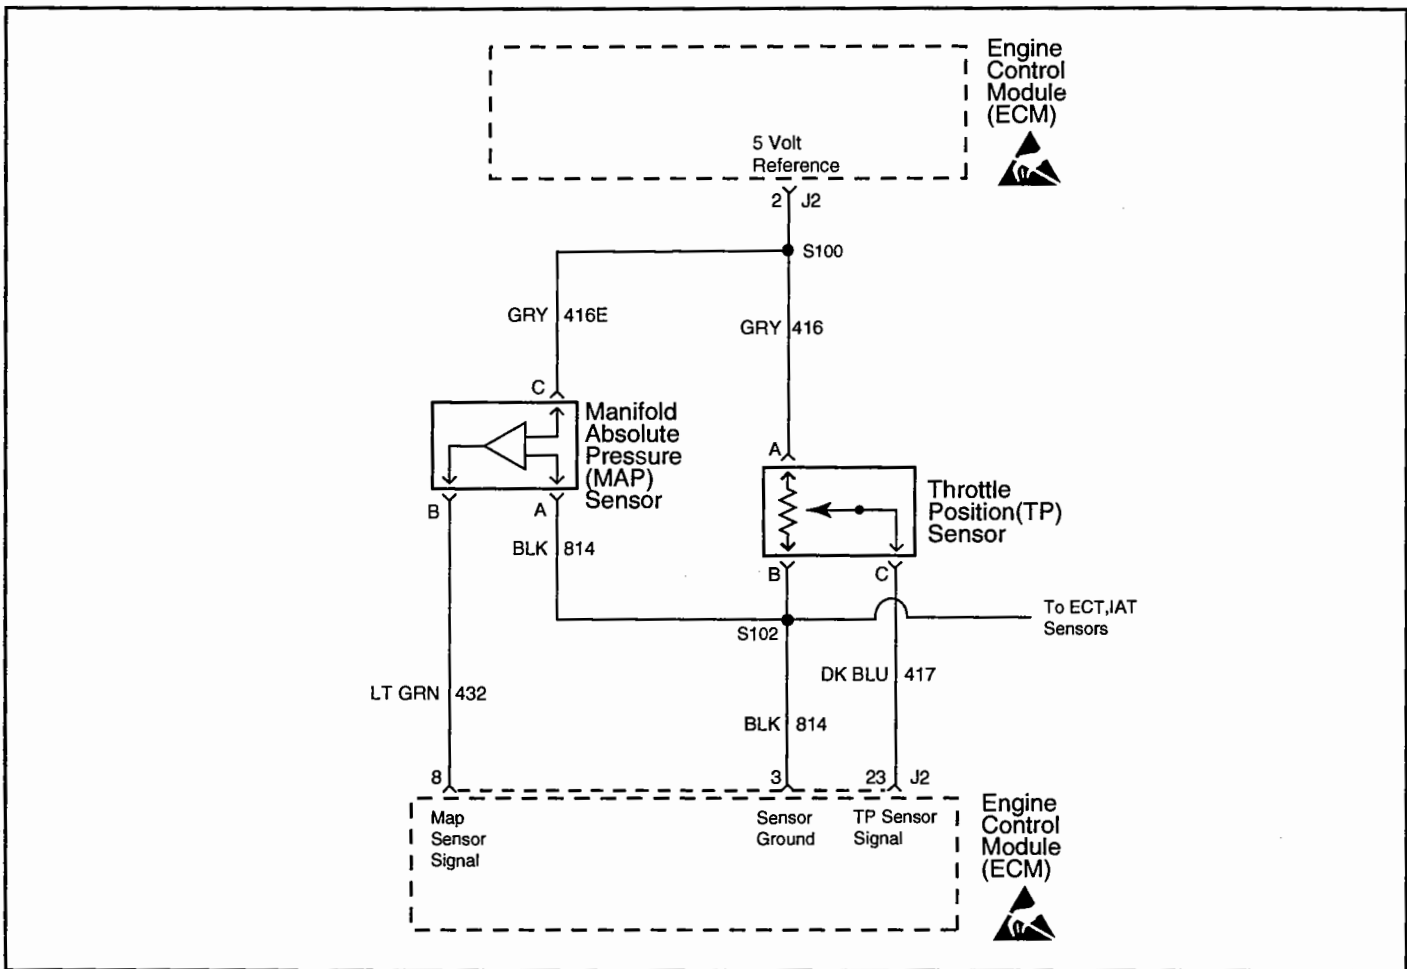 Engine
Control
Module
(ECM)
5 Volt
Reference
2 J2
S100
GRY 416E
GRY 416
C
Manifold
Absolute
Pressure
(MAP)
Sensor
A
Throttle
Position(TP)
Sensor
B A
BLK 814
B C
To ECT,IAT
Sensors
S102
DK BLU 417
LT GRN 432
BLK 814
8 3 23 J2
Engine
Control
Module
(ECM)
Map
Sensor
Signal
Sensor
Ground
TP Sensor
Signal